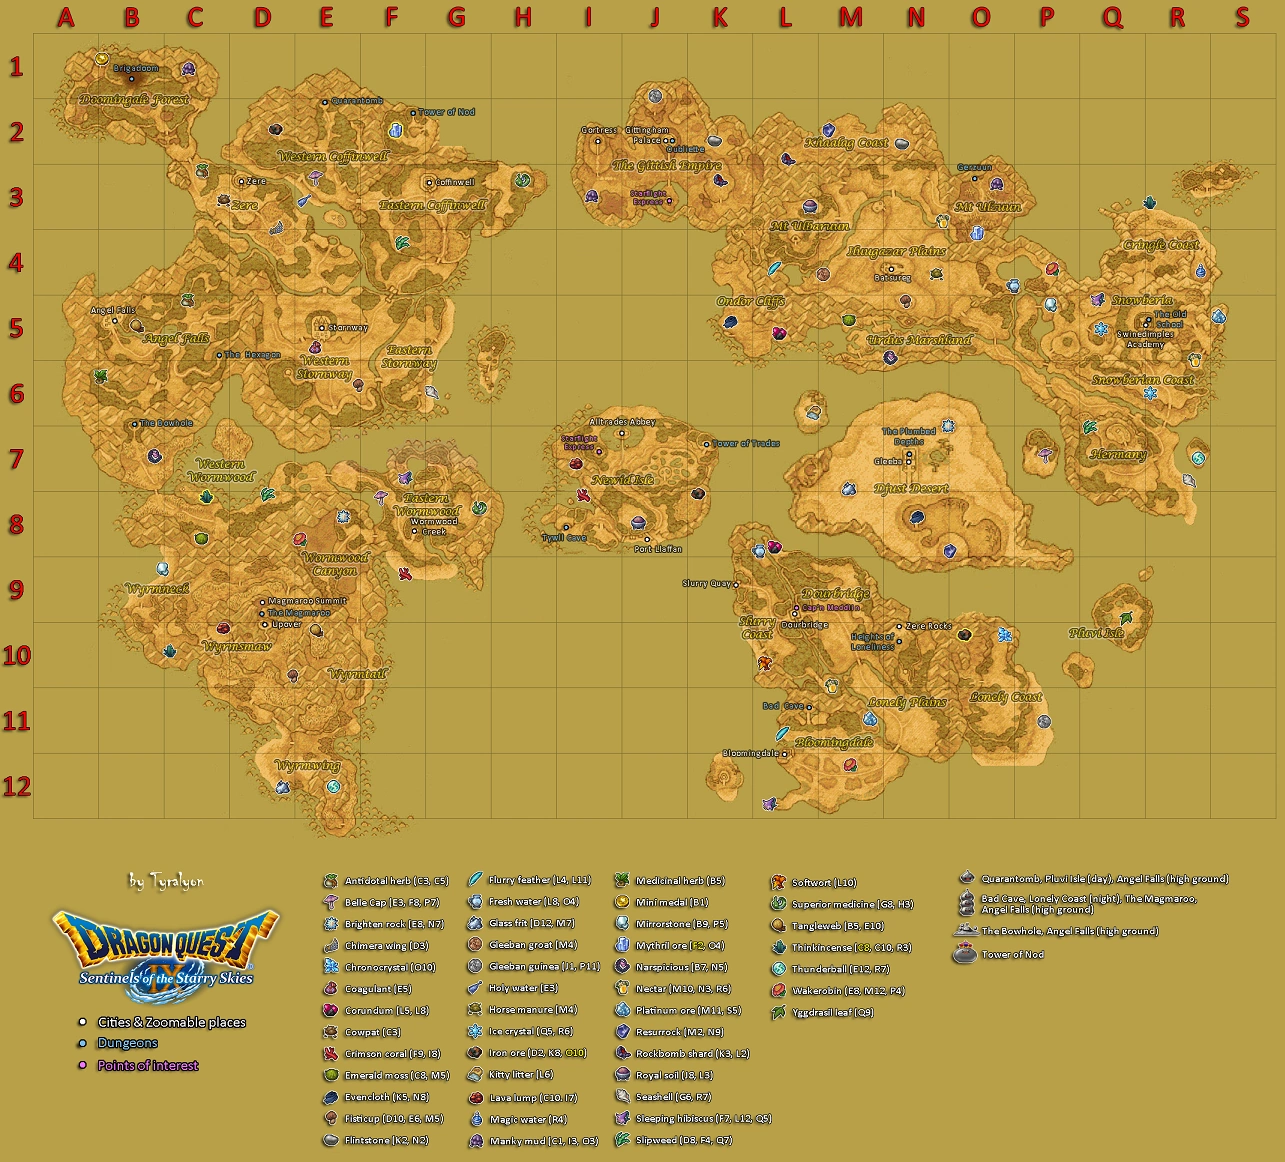 A B C D E F G H I J K L M N O P Q R S
1
Brigadoom
Doomingale Forest
Quarantomb
Tower of Nod
2
Western Coffinwell
Gortress
Gittingham
Palace
Oubliette
The Gittish Empire
Khaalag Coast
Gerzuun
3
Zere
Zere
Coffinwell
Eastern Coffinwell
Starflight
Express
Mt Ulbaruun
Mt Ulzuun
Cringle Coast
4
Iluugazar Plains
Batsureg
Ondor Cliffs
Snowberia
5
Angel Falls
Angel Falls
The Hexagon
Stornway
Western
Stornway
Eastern
Stornway
Urdus Marshland
The Old
School
Swinedimples
Academy
6
Snowberian Coast
The Bowhole
Alltrades Abbey
Starflight
Express
Tower of Trades
The Plumbed
Depths
Gleeba
Hermany
7
Western
Wormwood
Newid Isle
Djust Desert
Eastern
Wormwood
Wormwood
Creek
8
Tywll Cave
Port Llaffan
Wormwood
Canyon
9
Wyrmneck
Slurry Quay
Dourbridge
Cap'n Meddlin
Dourbridge
Magmaroo Summit
The Magmaroo
Upover
Slurry
Coast
Heights of
Loneliness
Zere Rocks
Pluvi Isle
10
Wyrmsmaw
Wyrmtail
Lonely Plains
Lonely Coast
11
Bad Cave
Bloomingdale
Bloomingdale
Wyrmwing
12
by Tyralyon
DRAGON QUEST
IX
Sentinels of the Starry Skies
Cities & Zoomable places
Dungeons
Points of interest
Antidotal herb (C3, C5)
Belle Cap (E3, F8, P7)
Brighten rock (E8, N7)
Chimera wing (D3)
Chronocrystal (O10)
Coagulant (E5)
Corundum (L5, L8)
Cowpat (C3)
Crimson coral (F9, I8)
Emerald moss (C8, M5)
Evencloth (K5, N8)
Fisticup (D10, E6, M5)
Flintstone (K2, N2)
Flurry feather (L4, L11)
Fresh water (L8, O4)
Glass frit (D12, M7)
Gleeban groat (M4)
Gleeban guinea (J1, P11)
Holy water (E3)
Horse manure (M4)
Ice crystal (Q5, R6)
Iron ore (D2, K8, O10)
Kitty litter (L6)
Lava lump (C10, I7)
Magic water (R4)
Manky mud (C1, I3, O3)
Medicinal herb (B5)
Mini medal (B1)
Mirrorstone (B9, P5)
Mythril ore (F2, O4)
Narspicious (B7, N5)
Nectar (M10, N3, R6)
Platinum ore (M11, S5)
Resurrock (M2, N9)
Rockbomb shard (K3, L2)
Royal soil (J8, L3)
Seashell (G6, R7)
Sleeping hibiscus (F7, L12, Q5)
Slipweed (D8, F4, Q7)
Softwort (L10)
Superior medicine (G8, H3)
Tangleweb (B5, E10)
Thinkincense (C8, C10, R3)
Thunderball (E12, R7)
Wakerobin (E8, M12, P4)
Yggdrasil leaf (Q9)
Quarantomb, Pluvi Isle (day), Angel Falls (high ground)
Bad Cave, Lonely Coast (night), The Magmaroo,
Angel Falls (high ground)
The Bowhole, Angel Falls (high ground)
Tower of Nod